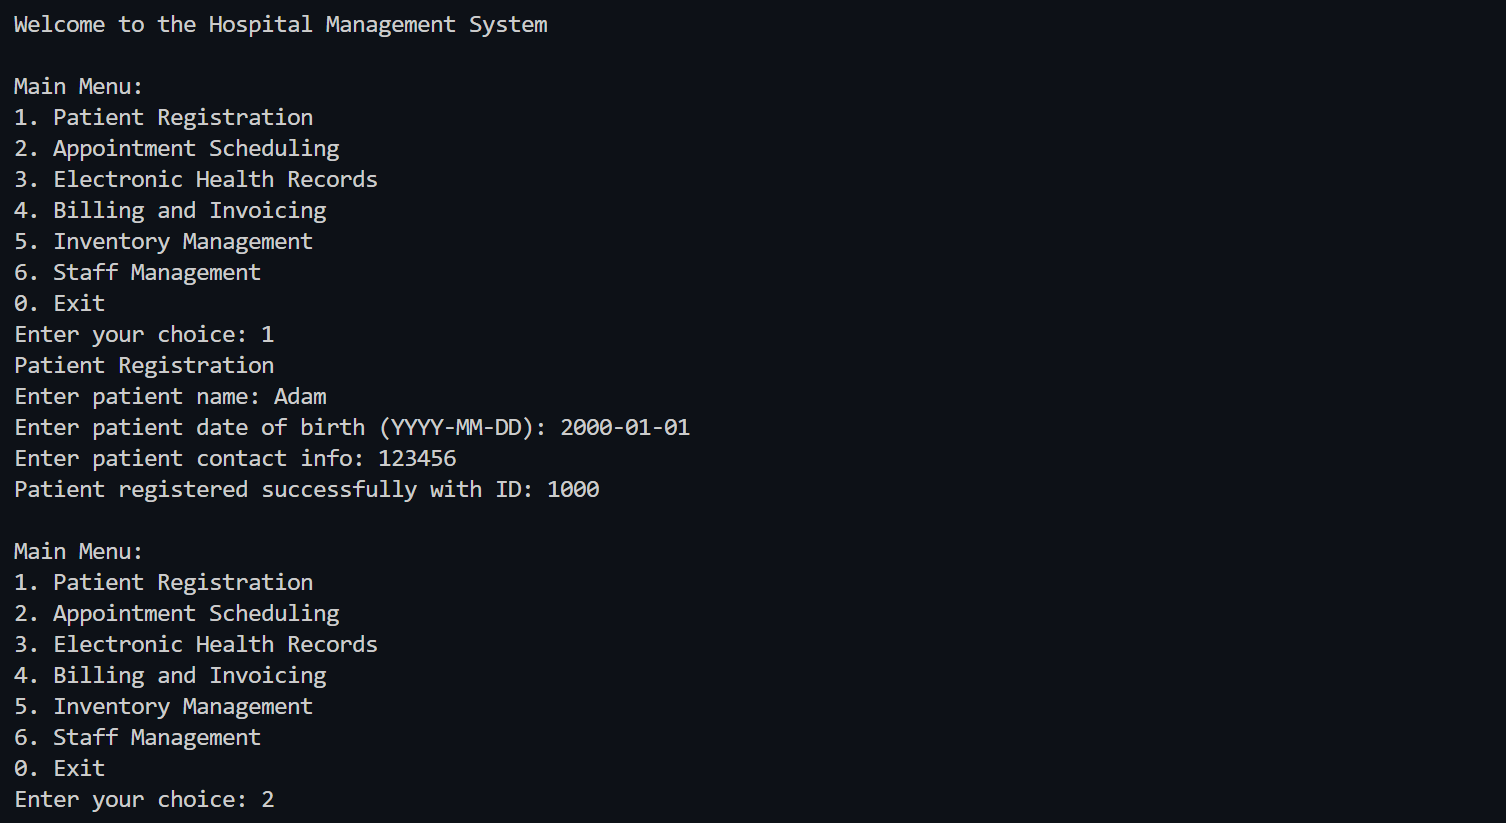 Welcome to the Hospital Management System
Main Menu:
1. Patient Registration
2. Appointment Scheduling
3. Electronic Health Records
4. Billing and Invoicing
5. Inventory Management
6. Staff Management
0. Exit
Enter your choice: 1
Patient Registration
Enter patient name: Adam
Enter patient date of birth (YYYY-MM-DD): 2000-01-01
Enter patient contact info: 123456
Patient registered successfully with ID: 1000
Main Menu:
1. Patient Registration
2. Appointment Scheduling
3. Electronic Health Records
4. Billing and Invoicing
5. Inventory Management
6. Staff Management
0. Exit
Enter your choice: 2